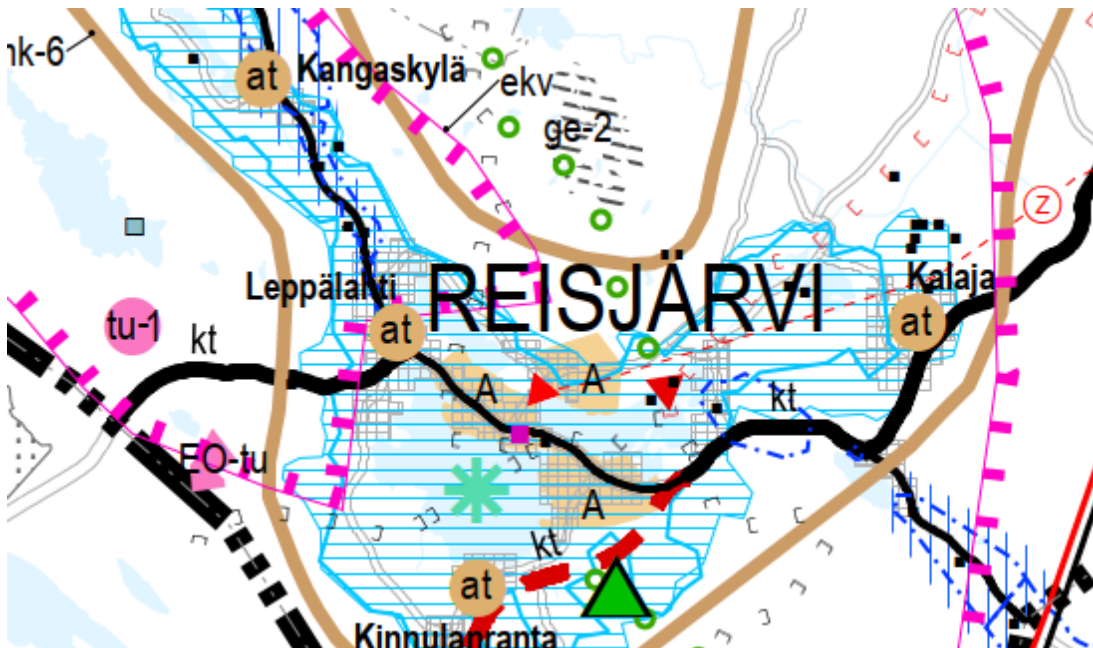 nk-6
at
Kangaskylä
ekv
ge-2
Z
Leppälahti
REISJÄRVI
Kalaja
tu-1
kt
at
at
A
A
kt
EO-tu
A
kt
at
Kinnulanranta